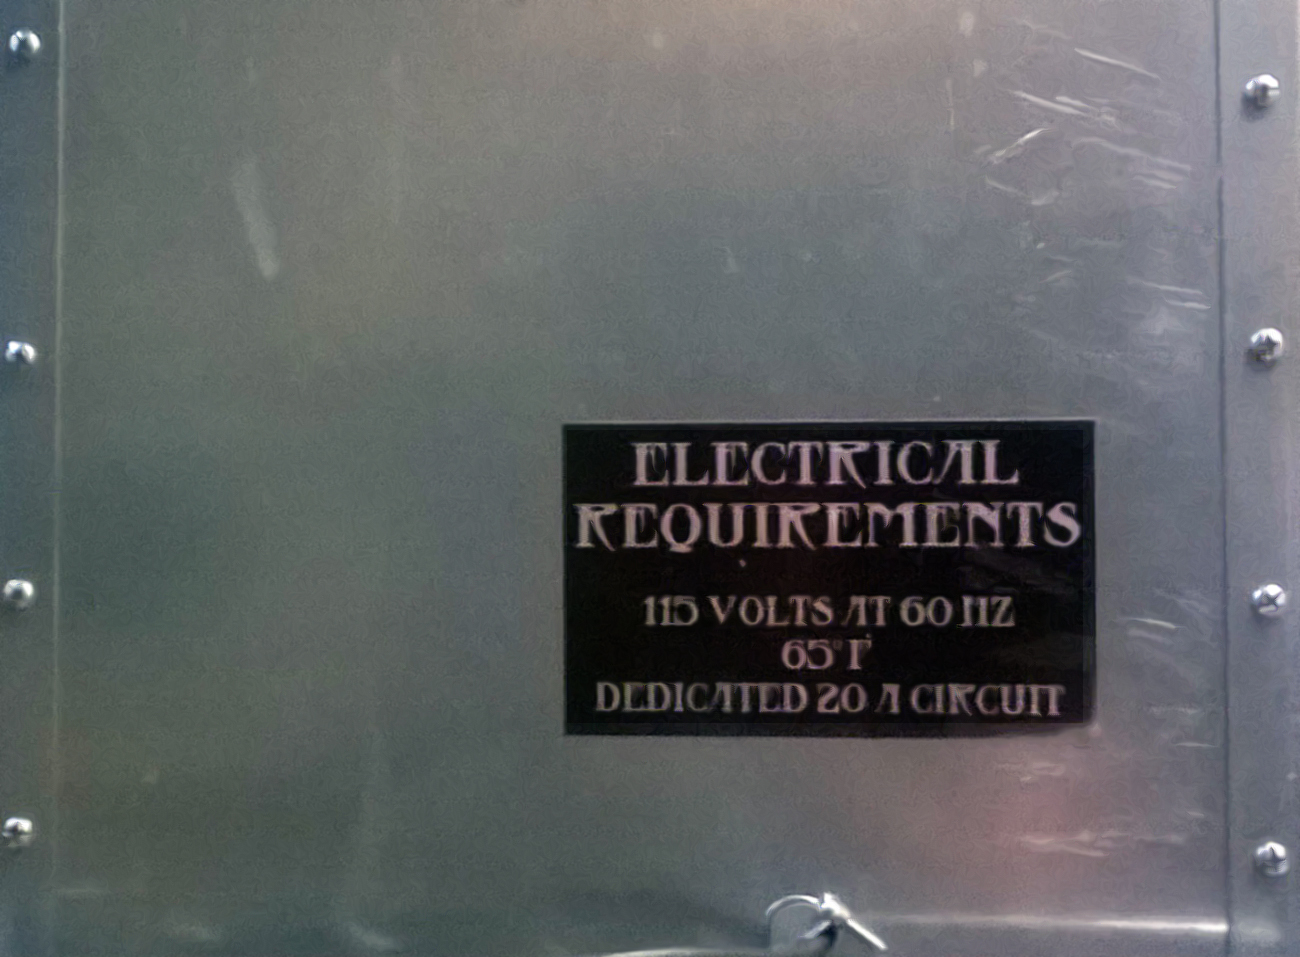 ELECTRICAL
REQUIREMENTS
115 VOLTS AT 60 HZ
65° F
DEDICATED 20 A CIRCUIT